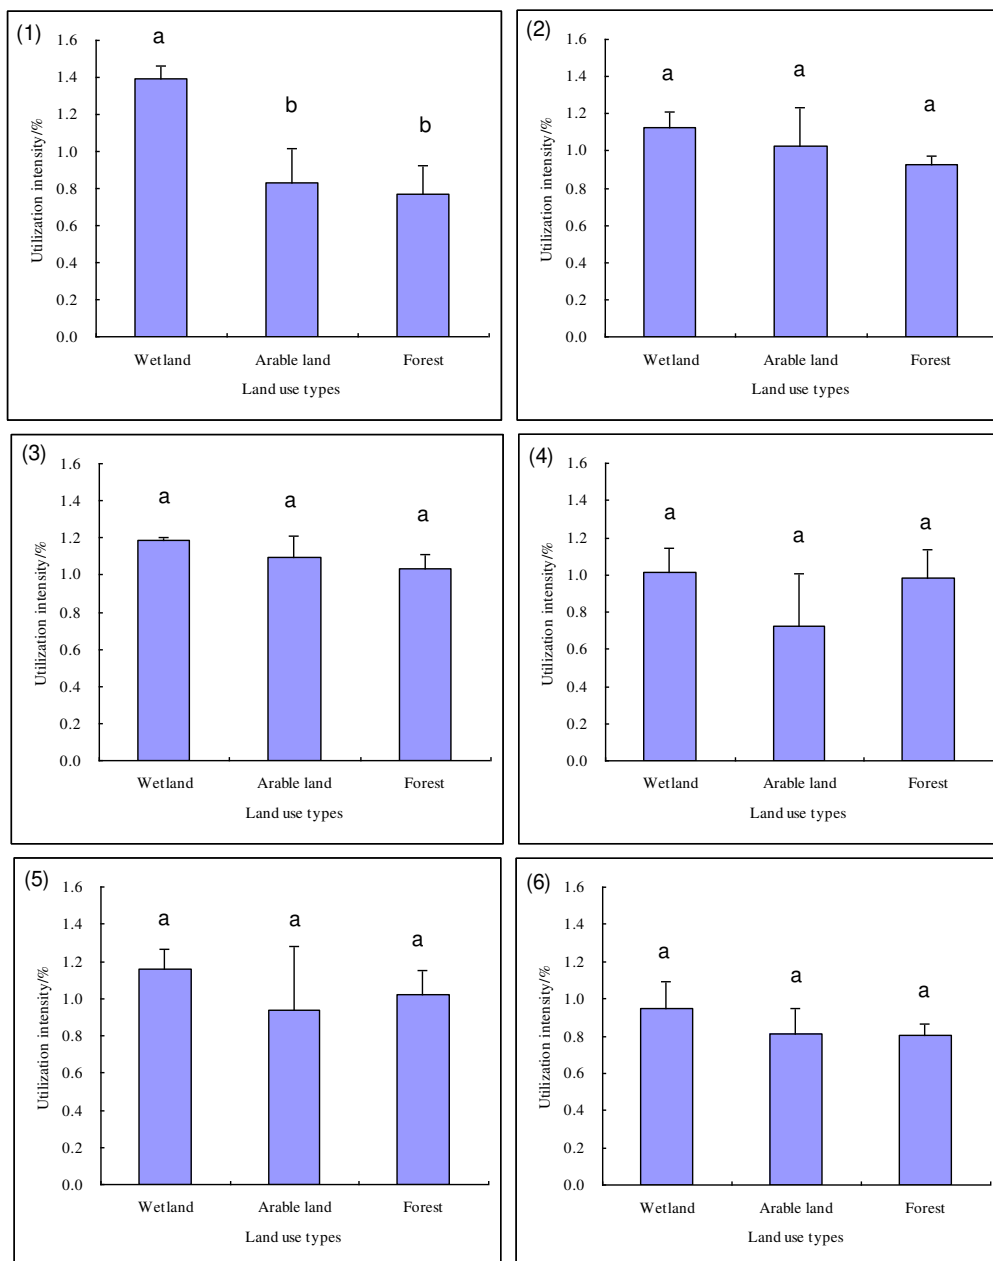 (1)
a
b
b
Utilization intensity/%
1.6
1.4
1.2
1.0
0.8
0.6
0.4
0.2
0.0
Wetland Arable land Forest
Land use types
(2)
a
a
a
Utilization intensity/%
1.6
1.4
1.2
1.0
0.8
0.6
0.4
0.2
0.0
Wetland Arable land Forest
Land use types
(3)
a
a
a
Utilization intensity/%
1.6
1.4
1.2
1.0
0.8
0.6
0.4
0.2
0.0
Wetland Arable land Forest
Land use types
(4)
a
a
a
Utilization intensity/%
1.6
1.4
1.2
1.0
0.8
0.6
0.4
0.2
0.0
Wetland Arable land Forest
Land use types
(5)
a
a
a
Utilization intensity/%
1.6
1.4
1.2
1.0
0.8
0.6
0.4
0.2
0.0
Wetland Arable land Forest
Land use types
(6)
a
a
a
Utilization intensity/%
1.6
1.4
1.2
1.0
0.8
0.6
0.4
0.2
0.0
Wetland Arable land Forest
Land use types